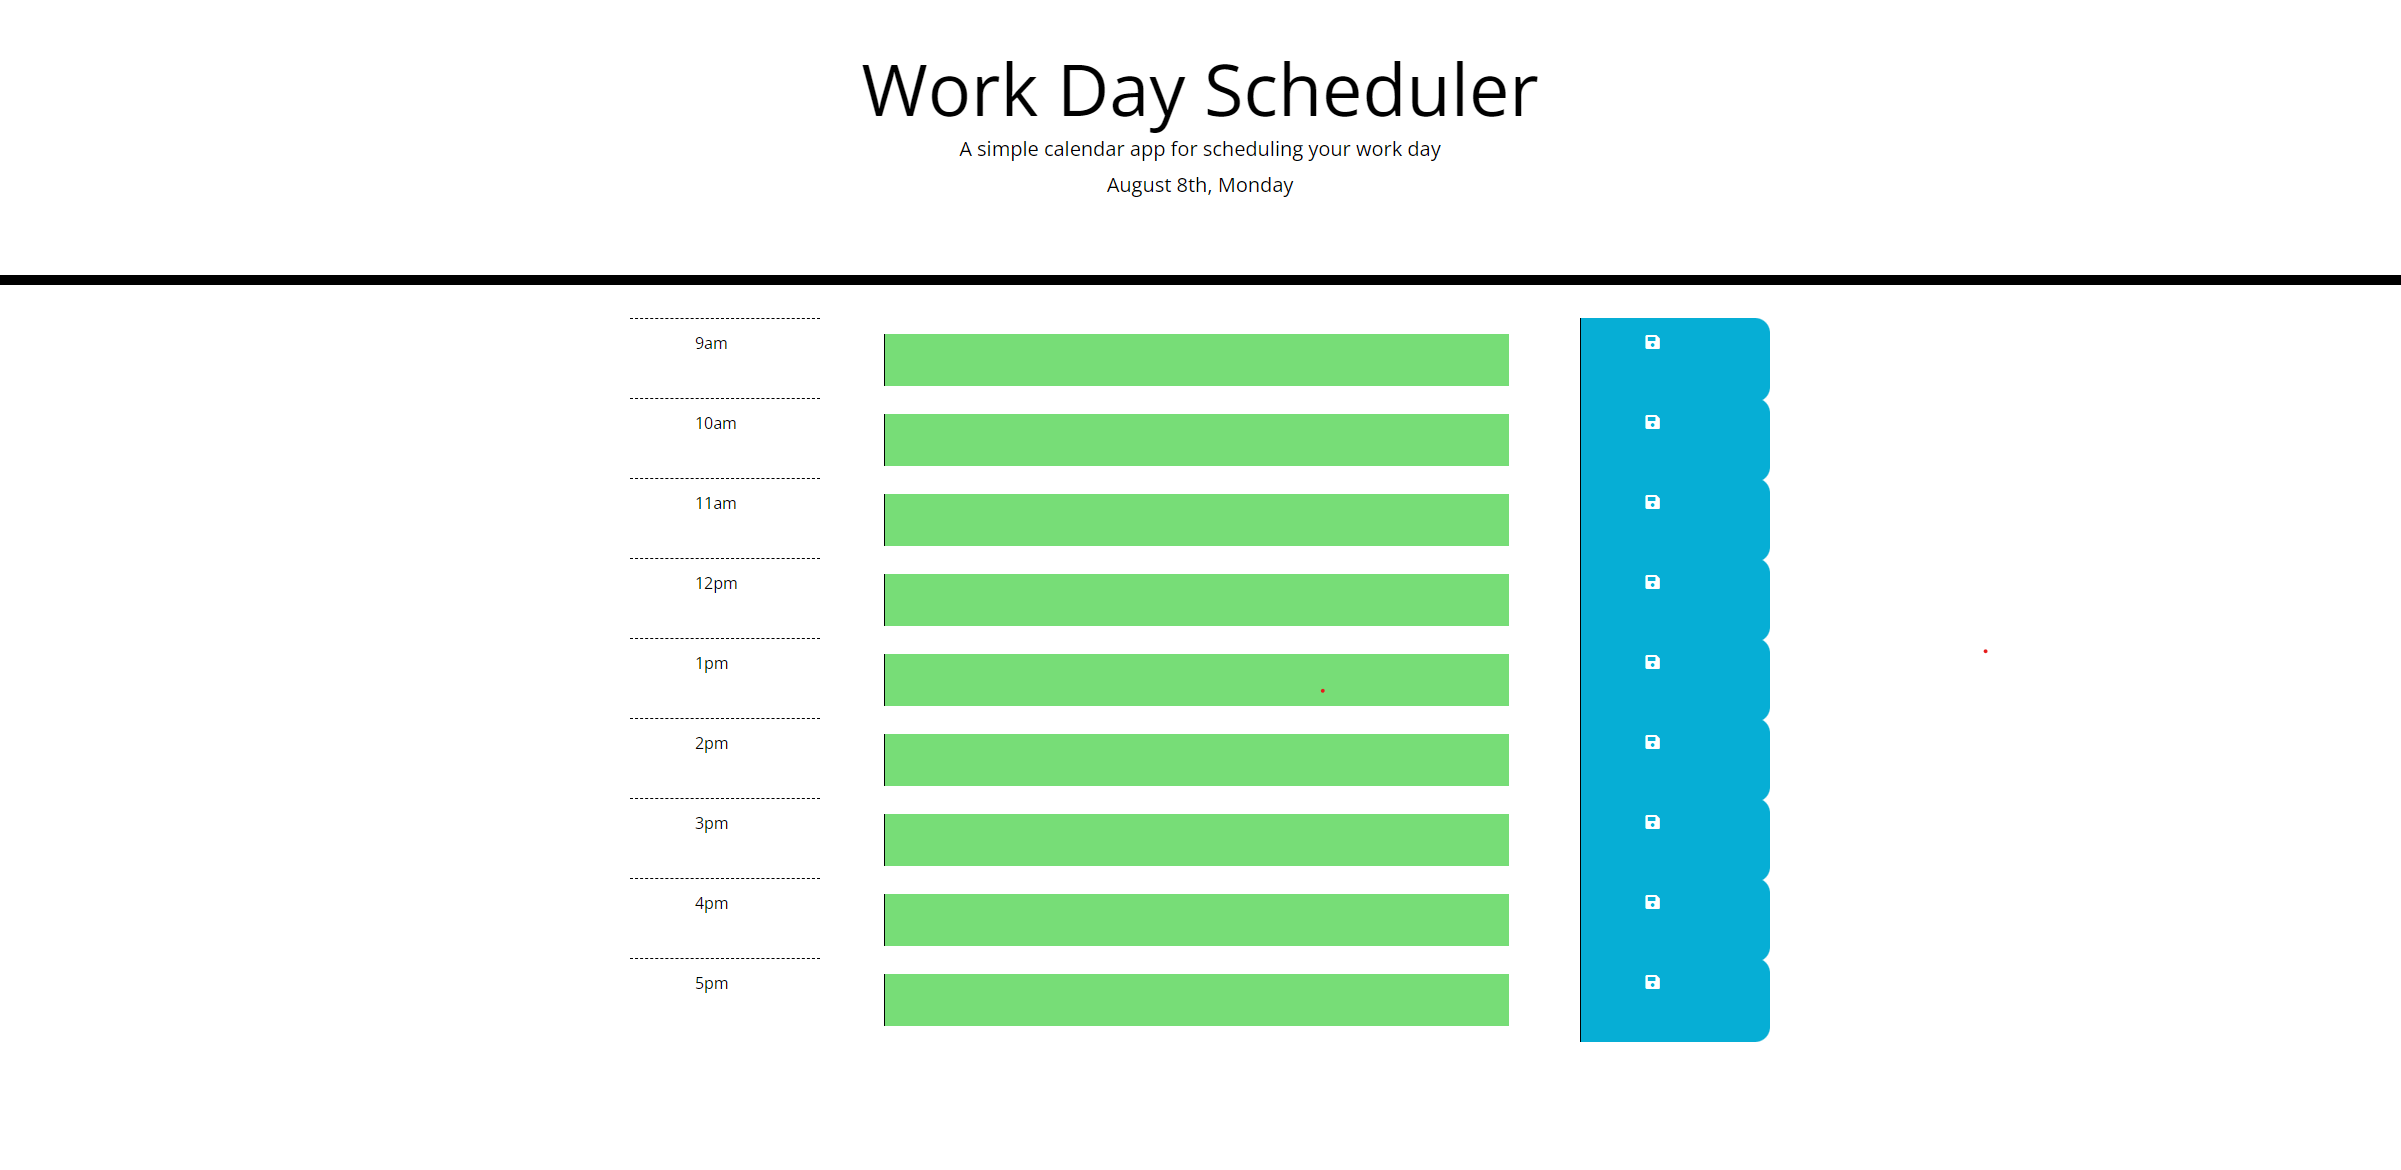 Work Day Scheduler
A simple calendar app for scheduling your work day
August 8th, Monday
9am
10am
11am
12pm
1pm
2pm
3pm
4pm
5pm